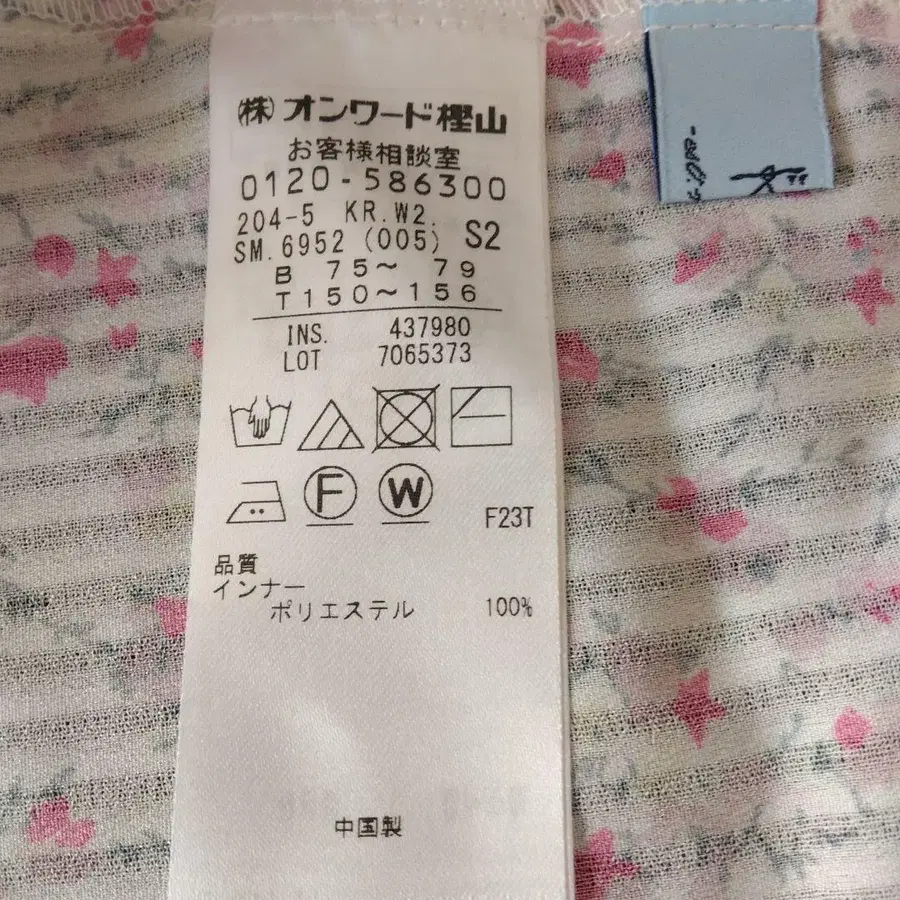 ㈱オンワード樫山
お客様相談室
0120-586300
204-5 KR.W2.
SM.6952 (005) S2
B 75～ 79
T150～156
INS. 437980
LOT 7065373
F W
F23T
品質
インナー
ポリエステル 100%
中国製